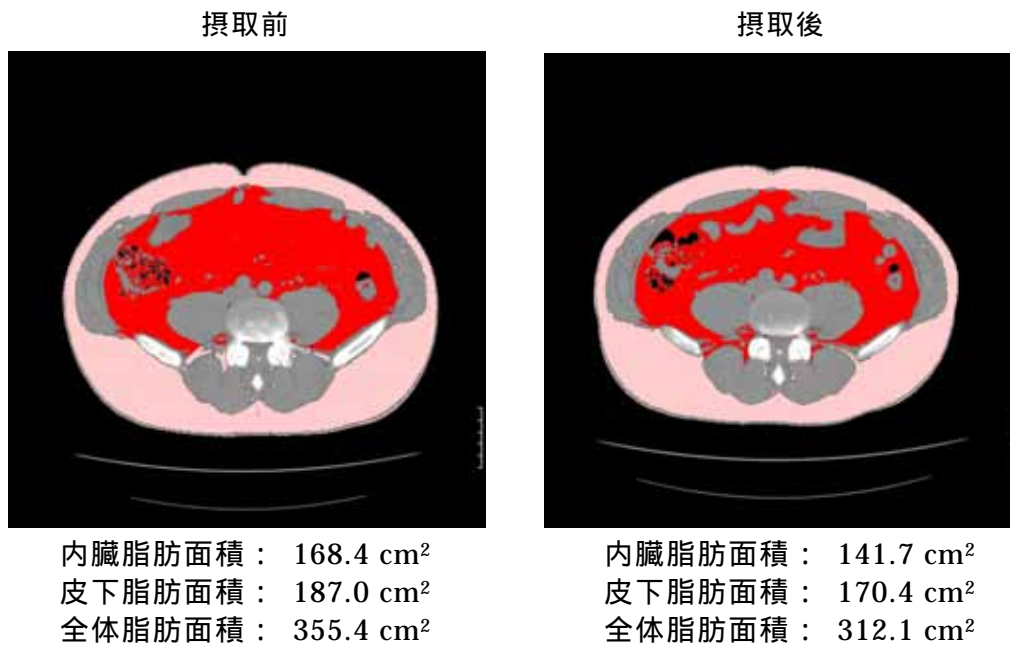 摂取前
摂取後
内臓脂肪面積： 168.4 cm²
皮下脂肪面積： 187.0 cm²
全体脂肪面積： 355.4 cm²
内臓脂肪面積： 141.7 cm²
皮下脂肪面積： 170.4 cm²
全体脂肪面積： 312.1 cm²